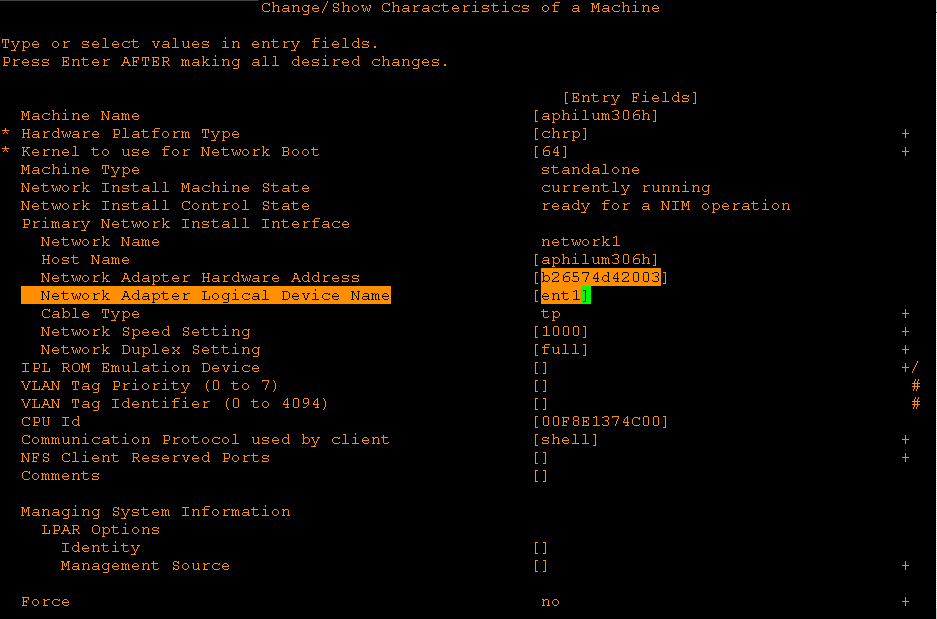 Change/Show Characteristics of a Machine
Type or select values in entry fields.
Press Enter AFTER making all desired changes.
[Entry Fields]
Machine Name [aphilum306h]
* Hardware Platform Type [chrp] +
* Kernel to use for Network Boot [64] +
Machine Type standalone
Network Install Machine State currently running
Network Install Control State ready for a NIM operation
Primary Network Install Interface
Network Name network1
Host Name [aphilum306h]
Network Adapter Hardware Address [b26574d42003]
Network Adapter Logical Device Name [ent1]
Cable Type tp +
Network Speed Setting [1000] +
Network Duplex Setting [full] +
IPL ROM Emulation Device [] +/
VLAN Tag Priority (0 to 7) [] #
VLAN Tag Identifier (0 to 4094) [] #
CPU Id [00F8E1374C00]
Communication Protocol used by client [shell] +
NFS Client Reserved Ports [] +
Comments []
Managing System Information
LPAR Options
Identity []
Management Source [] +
Force no +